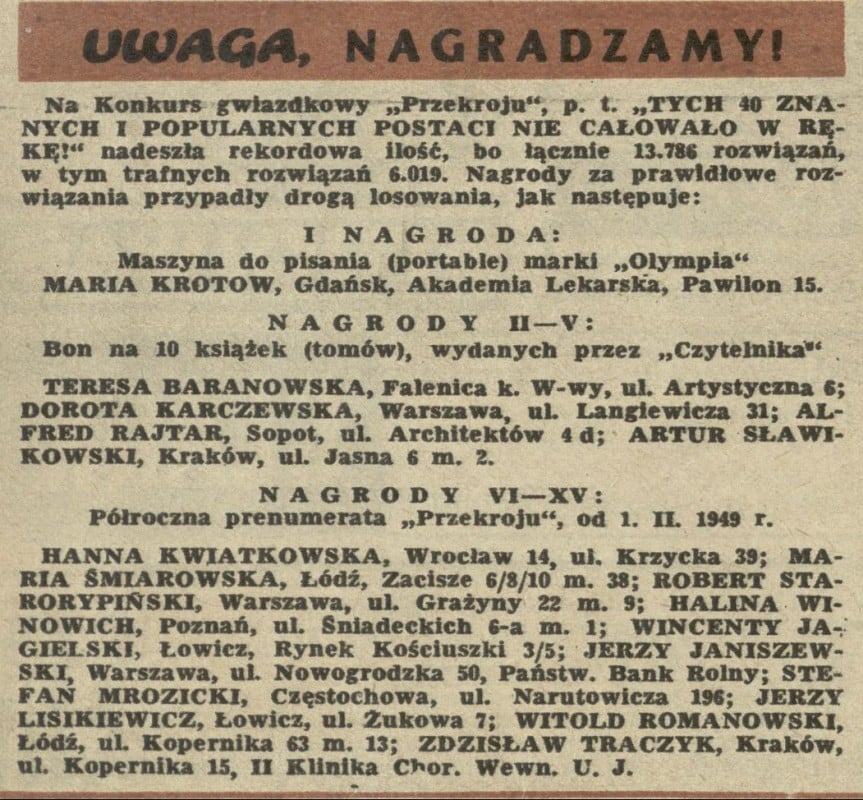 UWAGA, NAGRADZAMY!
Na Konkurs gwiazdkowy „Przekroju“, p. t. „TYCH 40 ZNA-
NYCH I POPULARNYCH POSTACI NIE CAŁOWAŁO W RĘ-
KĘ!“ nadeszła rekordowa ilość, bo łącznie 13.786 rozwiązań,
w tym trafnych rozwiązań 6.019. Nagrody za prawidłowe roz-
wiązania przypadły drogą losowania, jak następuje:
I NAGRODA:
Maszyna do pisania (portable) marki „Olympia“
MARIA KROTOW, Gdańsk, Akademia Lekarska, Pawilon 15.
NAGRODY II—V:
Bon na 10 książek (tomów), wydanych przez „Czytelnika“
TERESA BARANOWSKA, Falenica k. W-wy, ul. Artystyczna 6;
DOROTA KARCZEWSKA, Warszawa, ul. Langiewicza 31; AL-
FRED RAJTAR, Sopot, ul. Architektów 4 d; ARTUR SŁAWI-
KOWSKI, Kraków, ul. Jasna 6 m. 2.
NAGRODY VI—XV:
Półroczna prenumerata „Przekroju“, od 1. II. 1949 r.
HANNA KWIATKOWSKA, Wrocław 14, ul. Krzycka 39; MA-
RIA ŚMIAROWSKA, Łódź, Zacisze 6/8/10 m. 38; ROBERT STA-
RORYPIŃSKI, Warszawa, ul. Grażyny 22 m. 9; HALINA WI-
NOWICH, Poznań, ul. Śniadeckich 6-a m. 1; WINCENTY JA-
GIELSKI, Łowicz, Rynek Kościuszki 3/5; JERZY JANISZEW-
SKI, Warszawa, ul. Nowogrodzka 50, Państw. Bank Rolny; STE-
FAN MROZICKI, Częstochowa, ul. Narutowicza 196; JERZY
LISIKIEWICZ, Łowicz, ul. Żukowa 7; WITOLD ROMANOWSKI,
Łódź, ul. Kopernika 63 m. 13; ZDZISŁAW TRACZYK, Kraków,
ul. Kopernika 15, II Klinika Chor. Wewn. U. J.